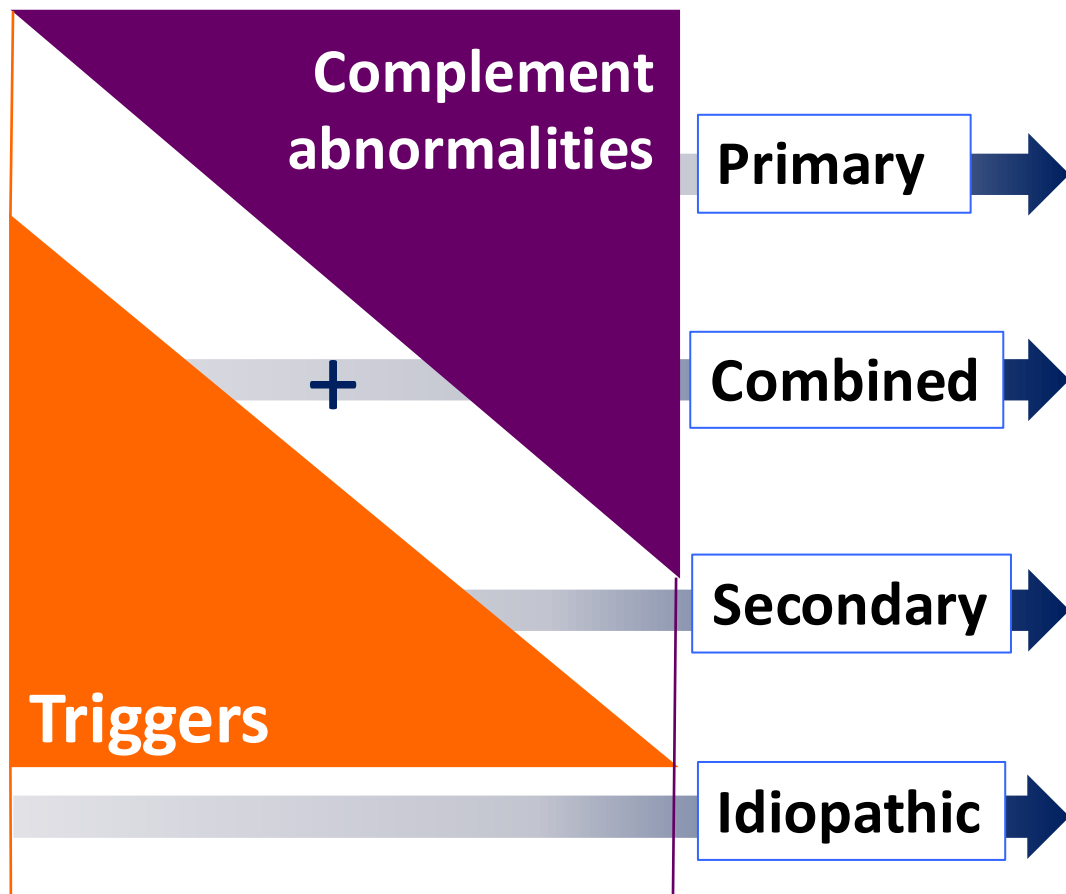 Complement
abnormalities
Primary
+
Combined
Secondary
Triggers
Idiopathic